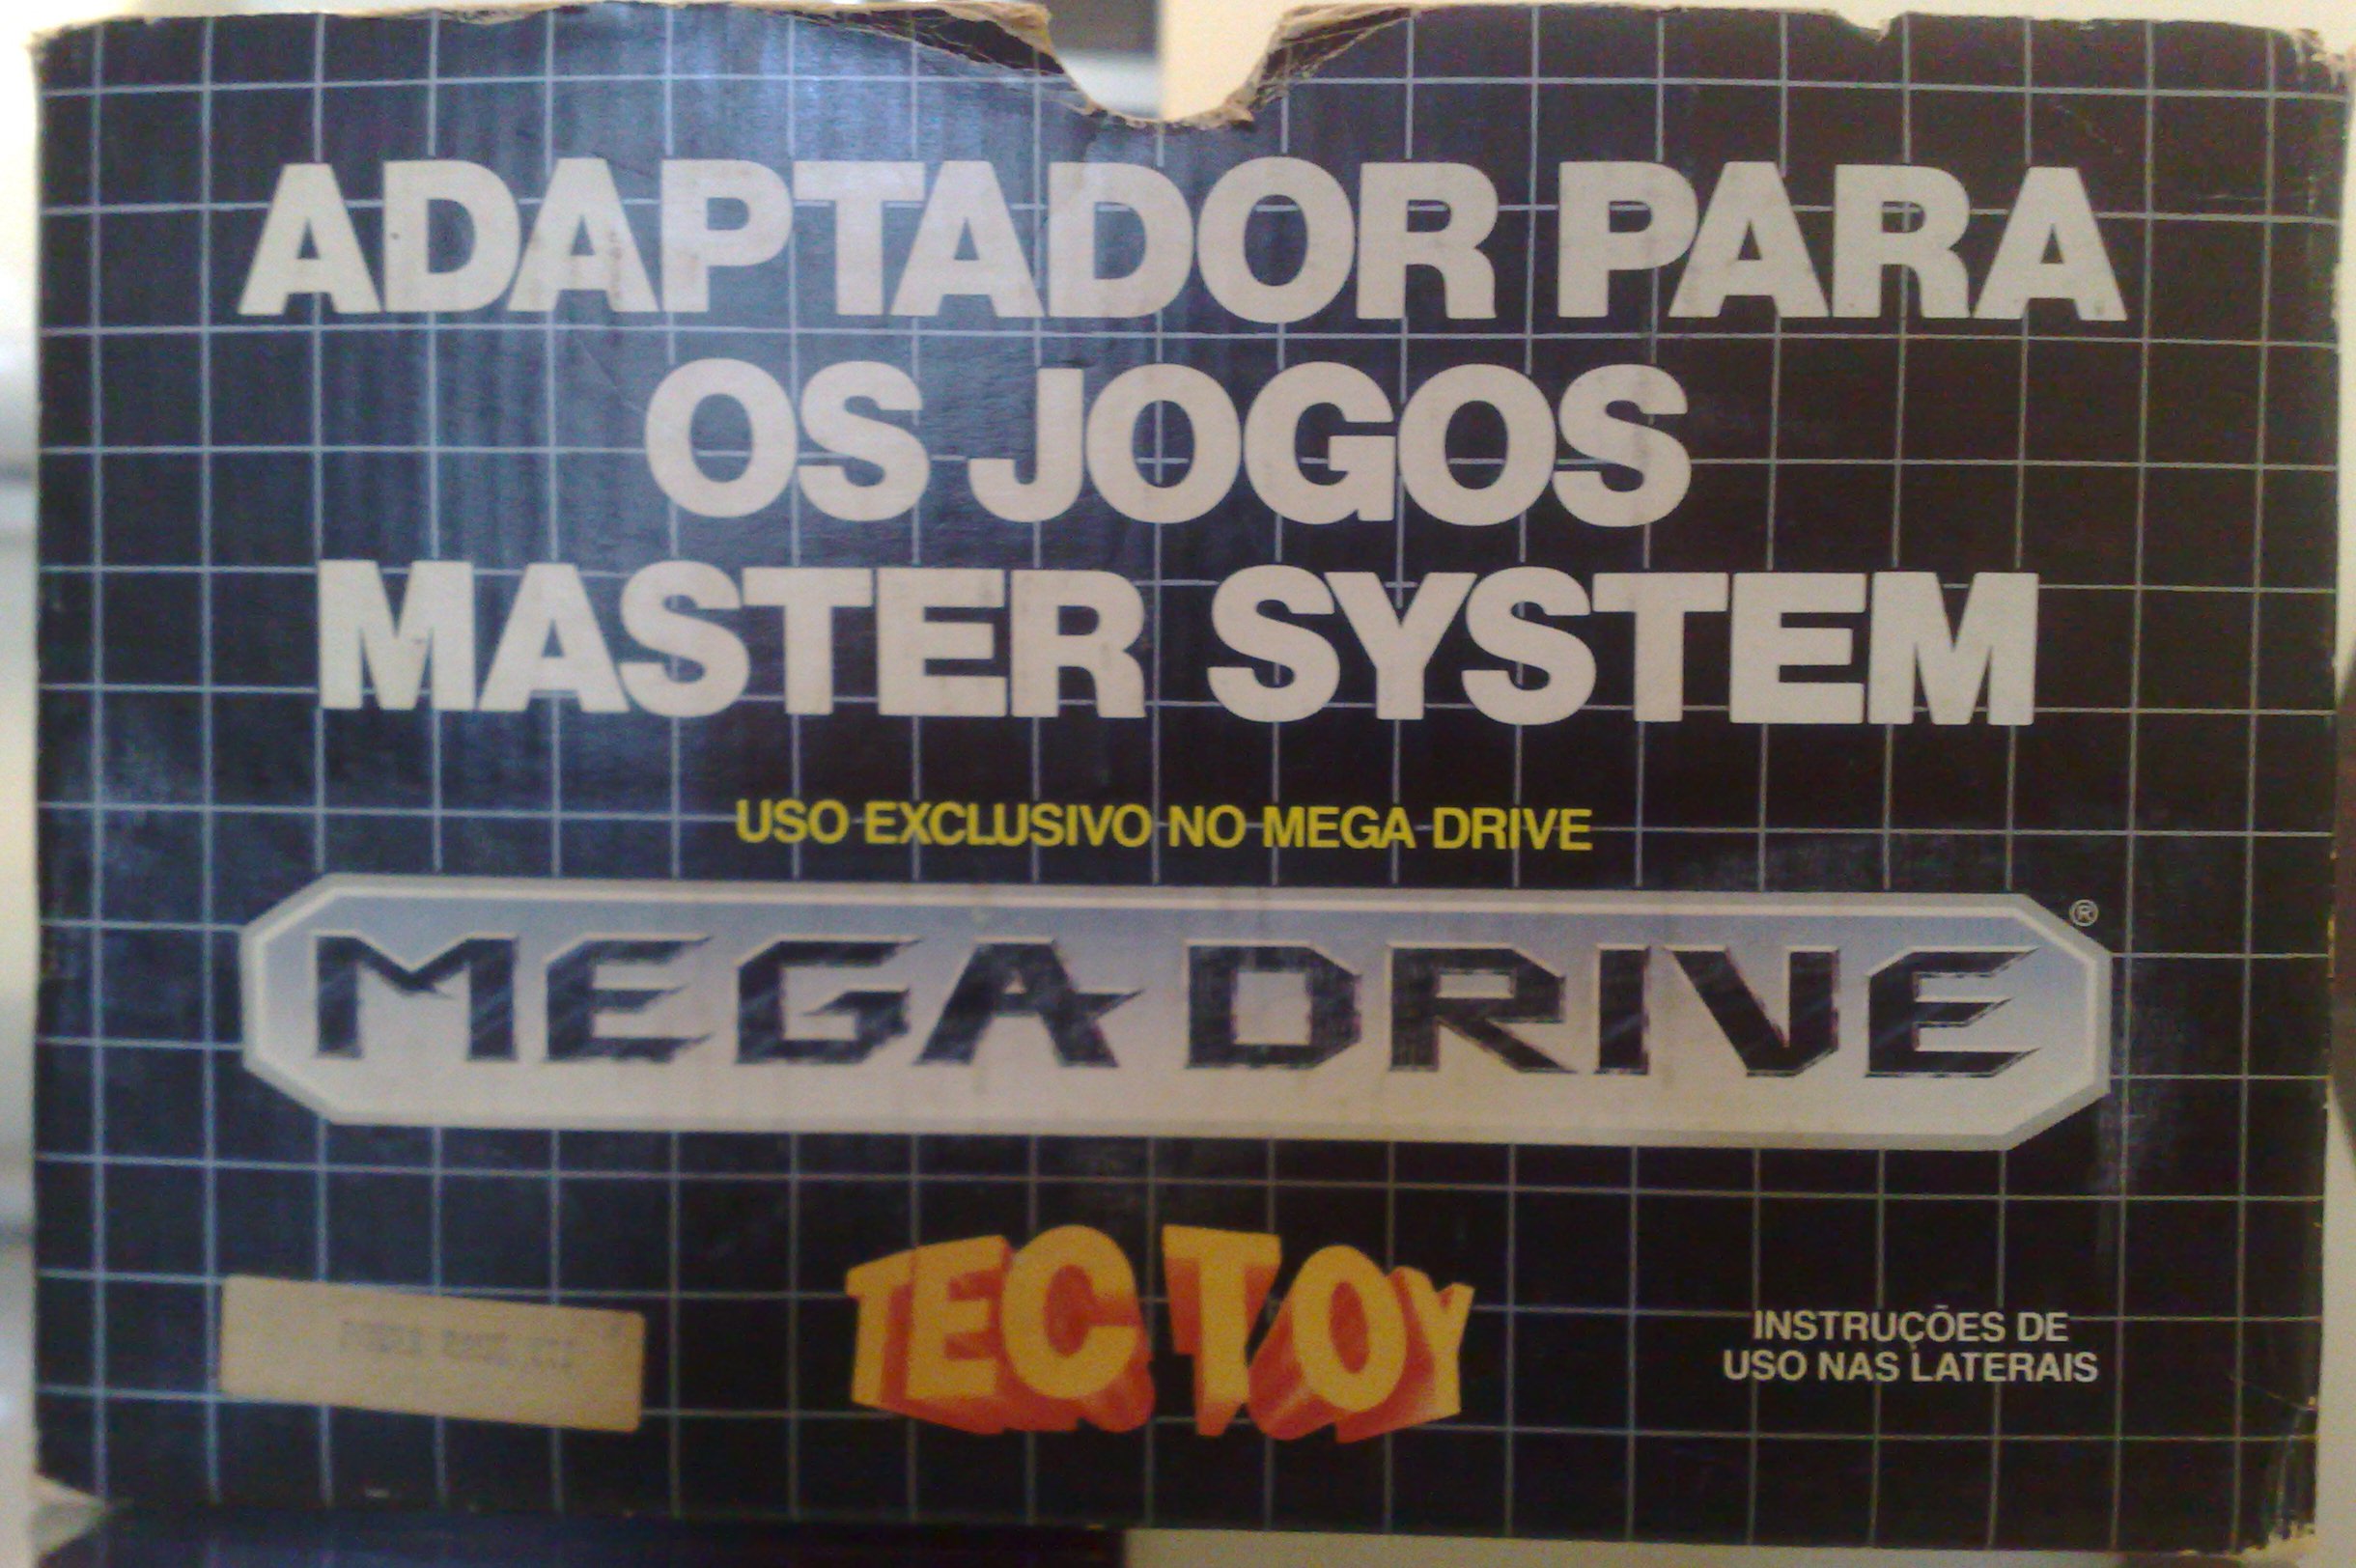 ADAPTADOR PARA
OS JOGOS
MASTER SYSTEM
USO EXCLUSIVO NO MEGA DRIVE
MEGA DRIVE ®
TEC TOY
INSTRUÇÕES DE
USO NAS LATERAIS